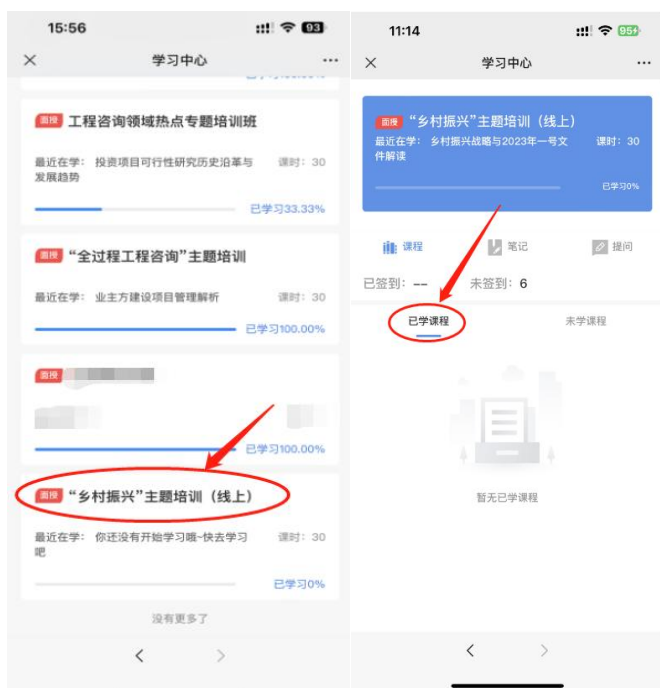 15:56
93
学习中心
面授 工程咨询领域热点专题培训班
最近在学： 投资项目可行性研究历史沿革与
发展趋势
课时：30
已学习33.33%
面授 “全过程工程咨询”主题培训
最近在学： 业主方建设项目管理解析
课时：30
已学习100.00%
面授
已学习100.00%
面授 “乡村振兴”主题培训（线上）
最近在学： 你还没有开始学习哦~快去学习
吧
课时：30
已学习0%
没有更多了
11:14
95
学习中心
面授 “乡村振兴”主题培训（线上）
最近在学： 乡村振兴战略与2023年一号文
件解读
课时：30
已学习0%
课程
笔记
提问
已签到：--
未签到：6
已学课程
未学课程
暂无已学课程